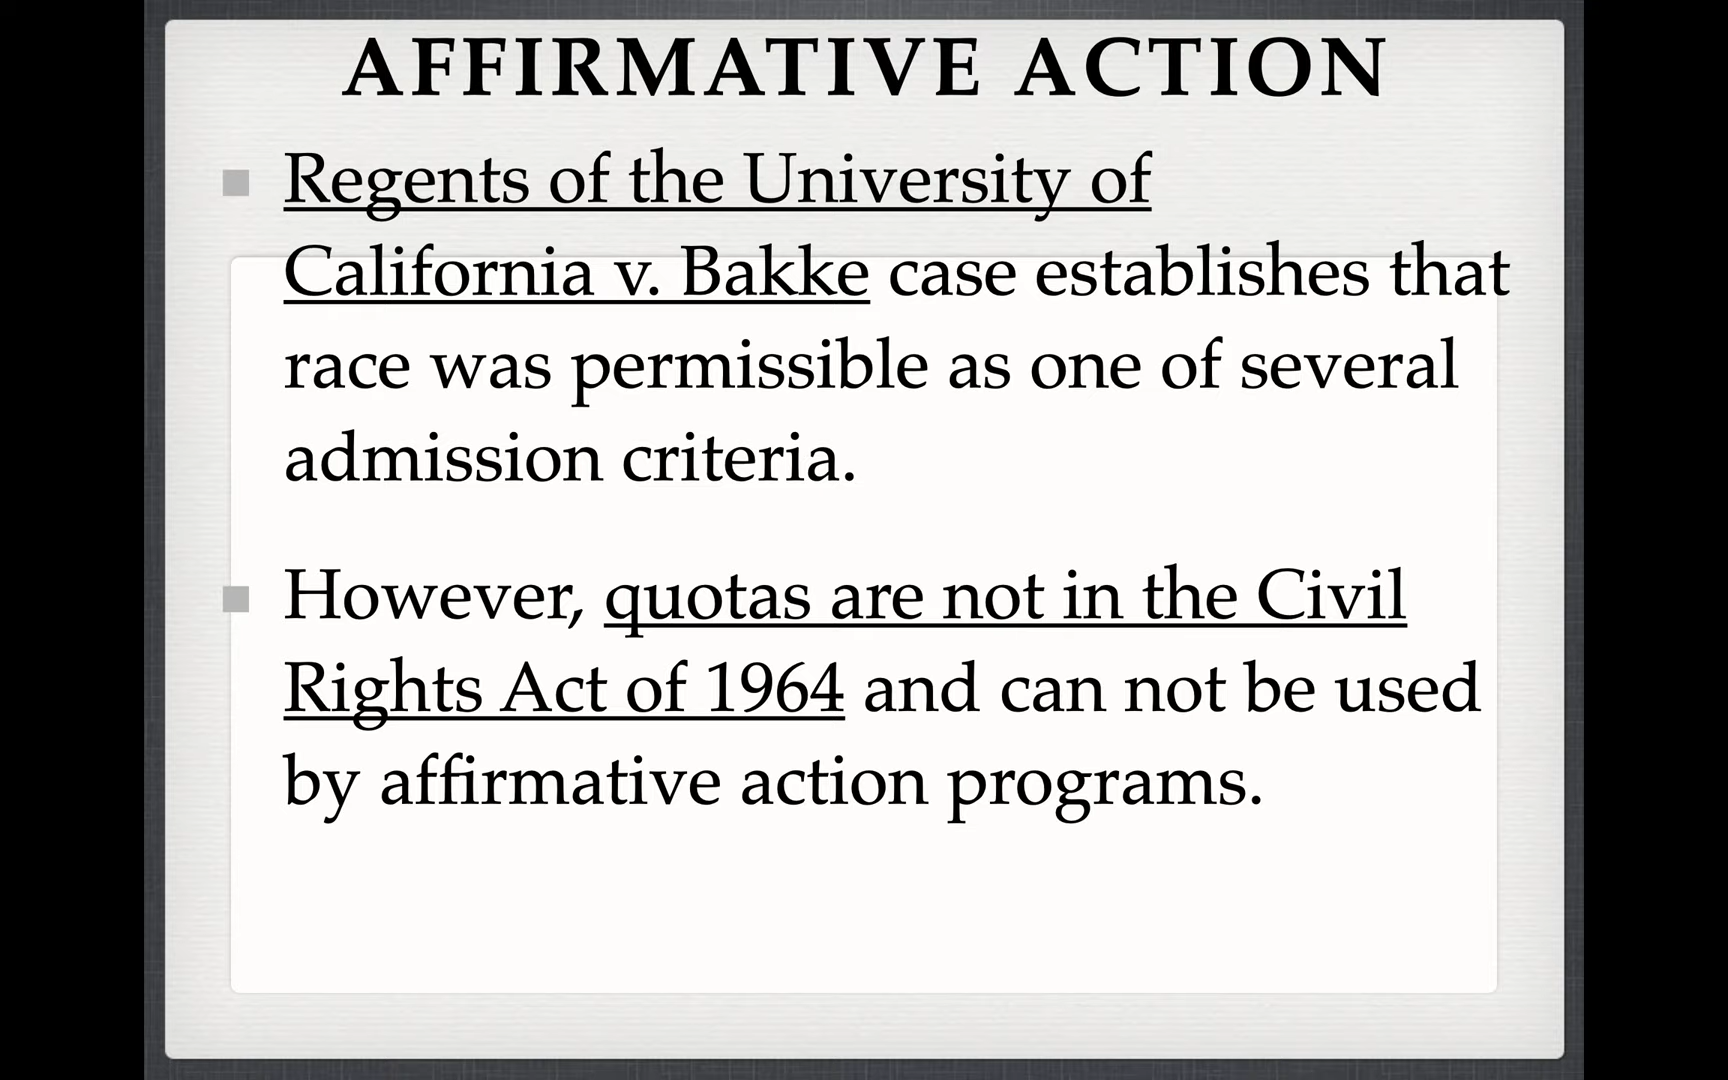 AFFIRMATIVE ACTION
Regents of the University of
California v. Bakke case establishes that
race was permissible as one of several
admission criteria.
However, quotas are not in the Civil
Rights Act of 1964 and can not be used
by affirmative action programs.